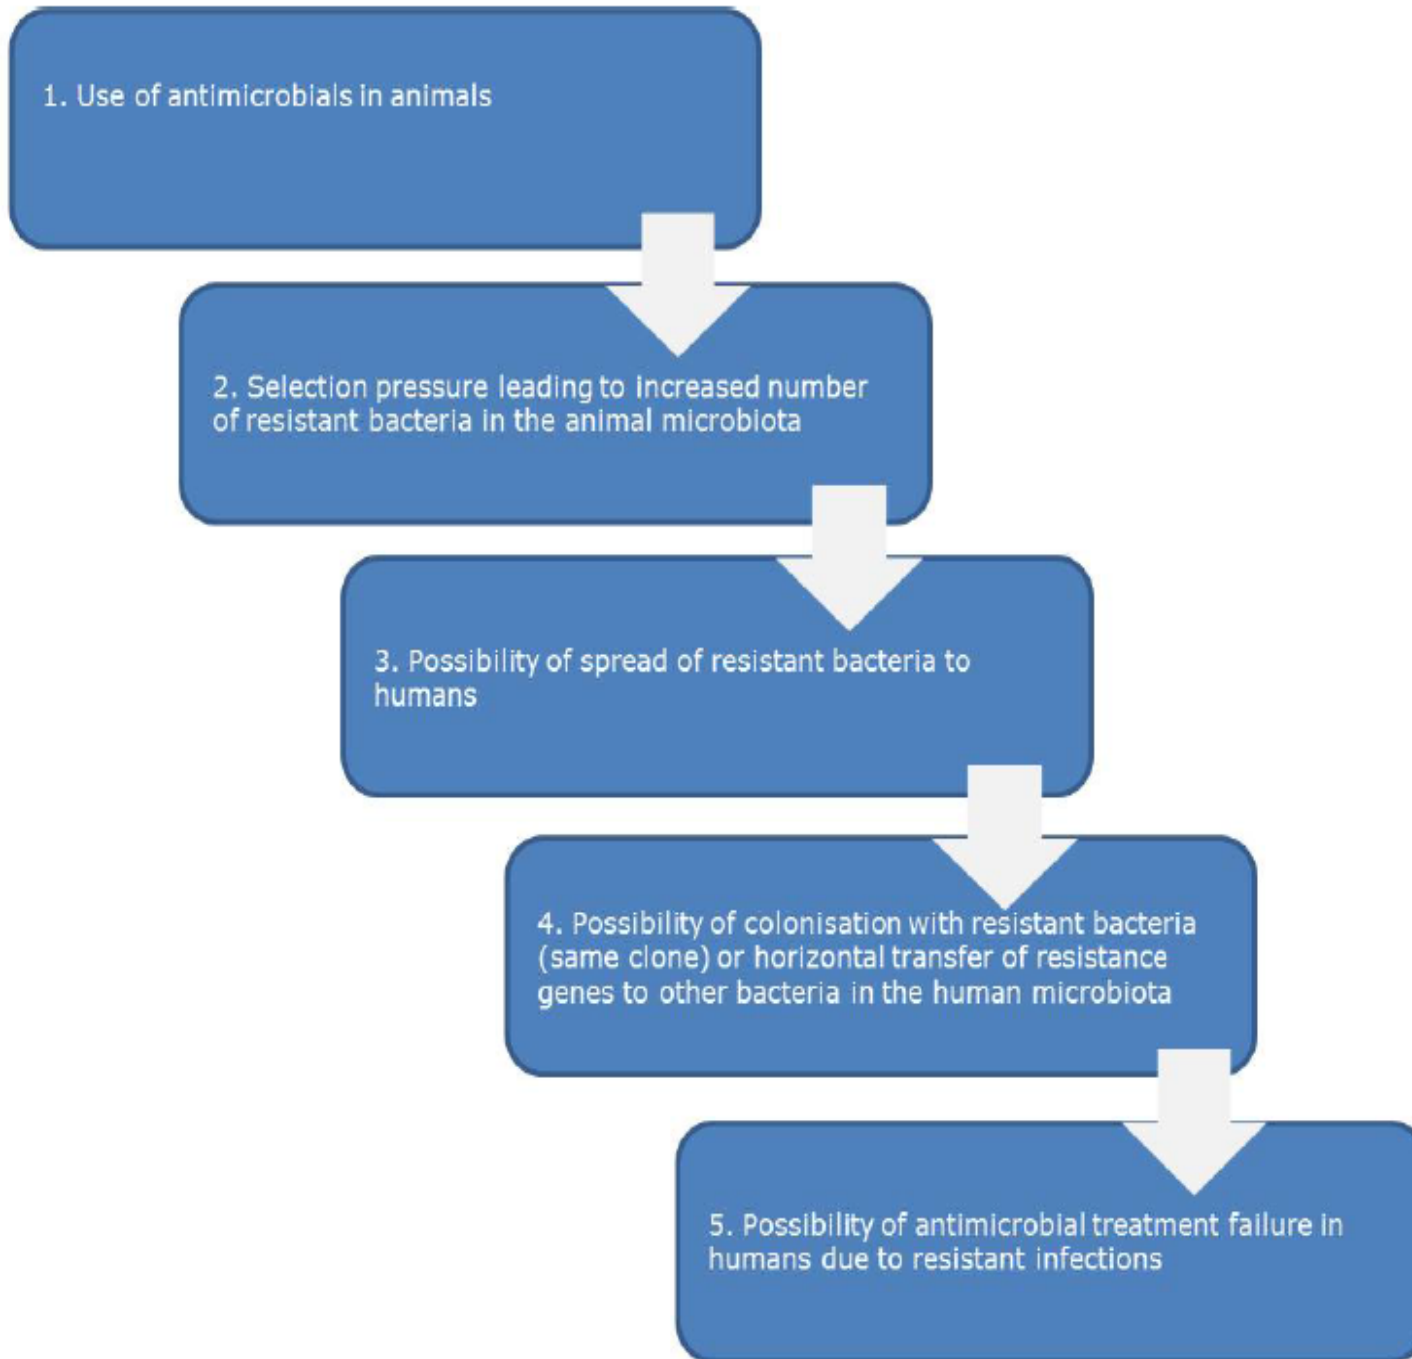 1. Use of antimicrobials in animals
2. Selection pressure leading to increased number
of resistant bacteria in the animal microbiota
3. Possibility of spread of resistant bacteria to
humans
4. Possibility of colonisation with resistant bacteria
(same clone) or horizontal transfer of resistance
genes to other bacteria in the human microbiota
5. Possibility of antimicrobial treatment failure in
humans due to resistant infections